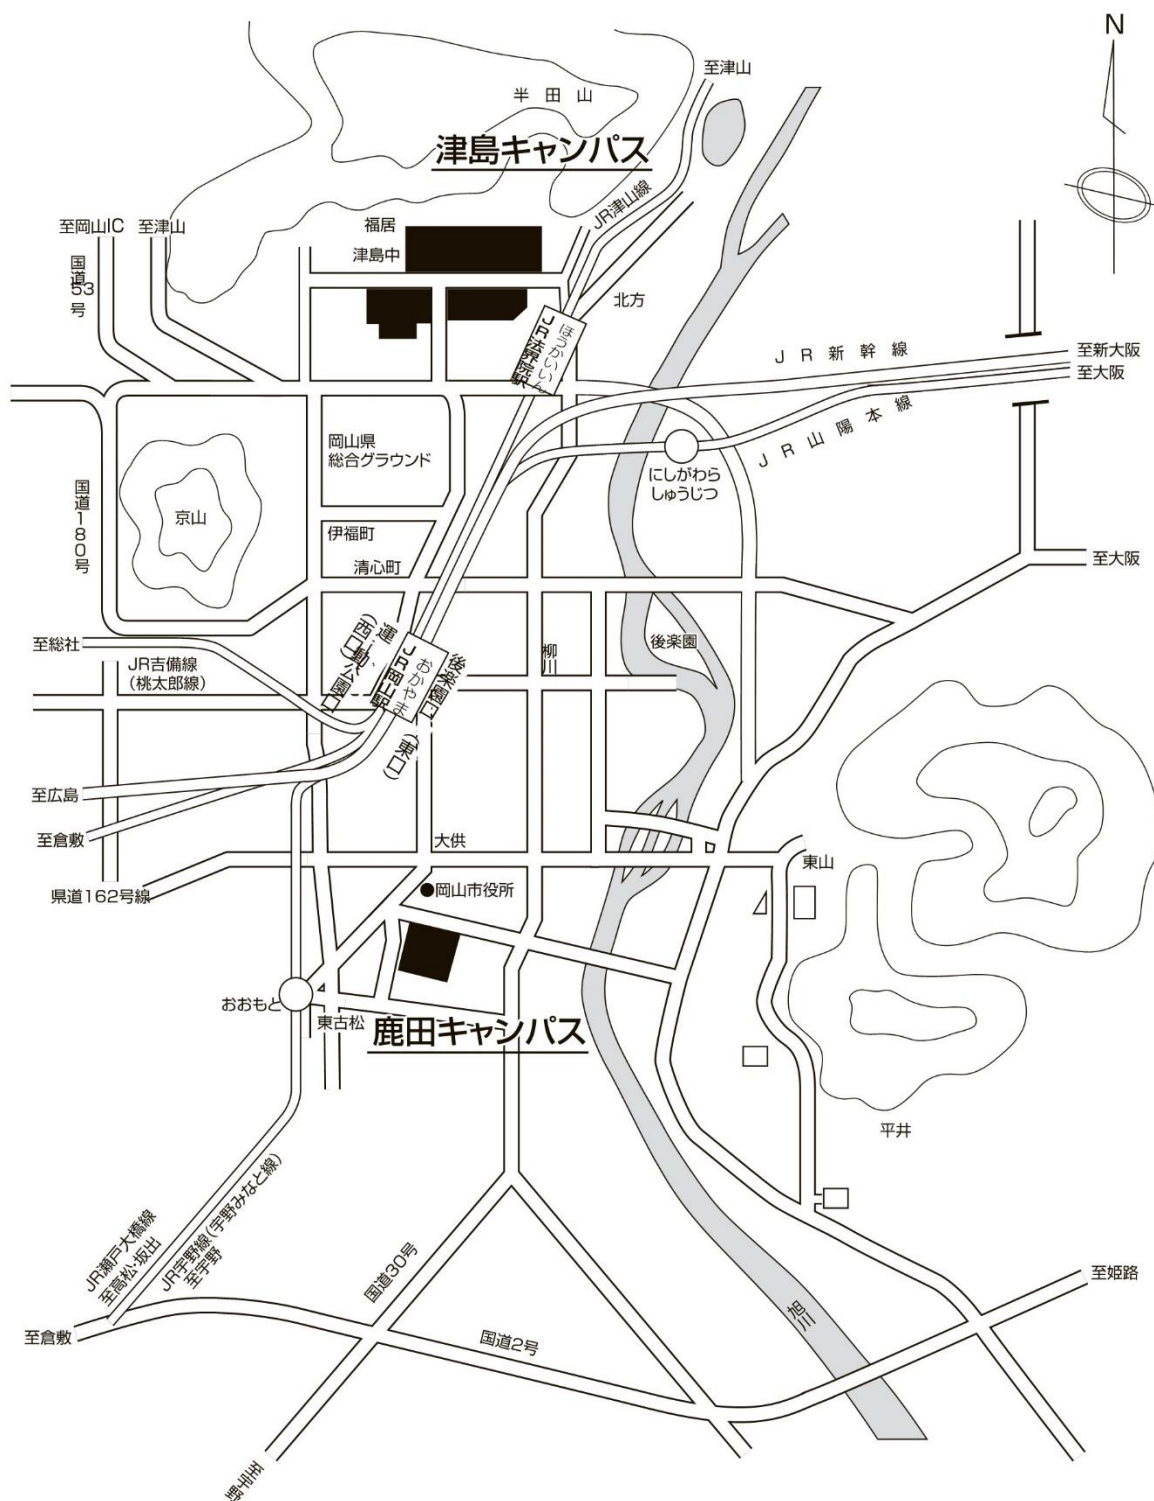 N
至津山
半田山
津島キャンパス
JR津山線
至岡山IC
至津山
福居
津島中
国道53号
北方
ほうかいいん
JR法界院駅
JR新幹線
至新大阪
至大阪
JR山陽本線
岡山県
総合グラウンド
にしがわら
しゅうじつ
国道180号
京山
伊福町
清心町
至大阪
至総社
JR吉備線
(桃太郎線)
運動公園口
(西口)
おかやま
JR岡山駅
後楽園口
(東口)
柳川
後楽園
至広島
至倉敷
大供
県道162号線
岡山市役所
東山
おおもと
東古松
鹿田キャンパス
平井
JR瀬戸大橋線
至高松・坂出
JR宇野線(宇野みなと線)
至宇野
国道30号
至姫路
至倉敷
国道2号
旭川
至玉野